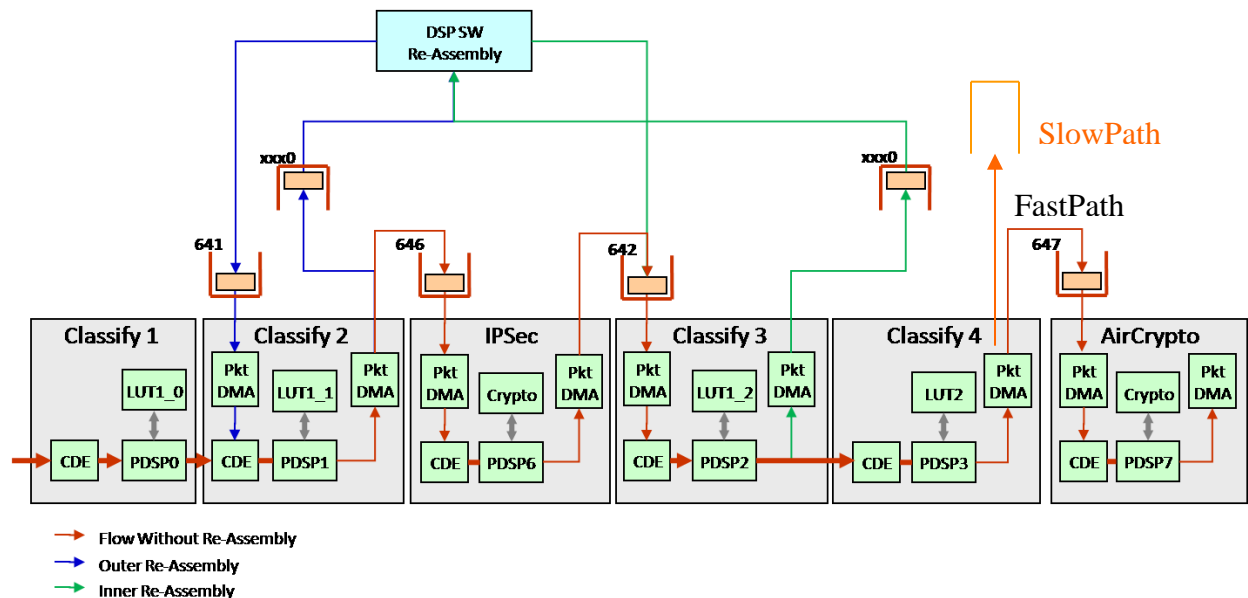 DSP SW
Re-Assembly
SlowPath
xxx0
xxx0
FastPath
641
646
642
647
Classify 1
Classify 2
IPSec
Classify 3
Classify 4
AirCrypto
LUT1_0
Pkt
DMA
LUT1_1
Pkt
DMA
Pkt
DMA
Crypto
Pkt
DMA
Pkt
DMA
LUT1_2
Pkt
DMA
LUT2
Pkt
DMA
Pkt
DMA
Crypto
Pkt
DMA
CDE
PDSP0
CDE
PDSP1
CDE
PDSP6
CDE
PDSP2
CDE
PDSP3
CDE
PDSP7
Flow Without Re-Assembly
Outer Re-Assembly
Inner Re-Assembly